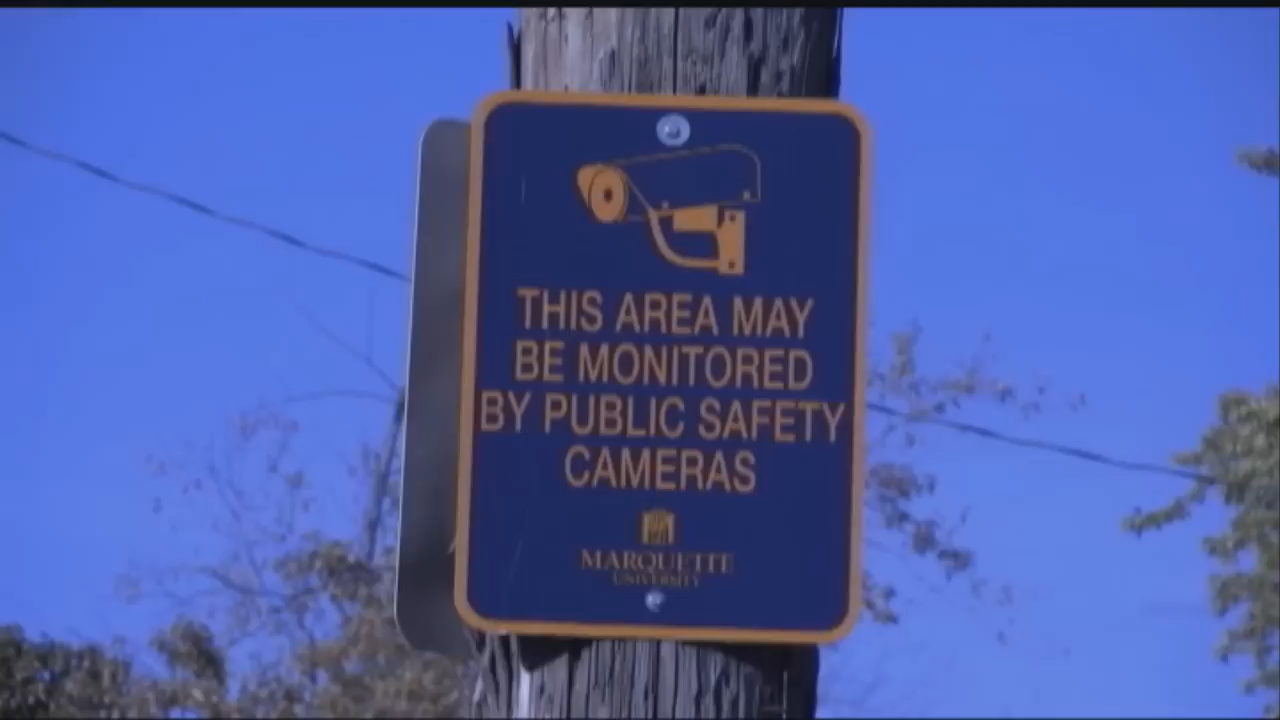 THIS AREA MAY
BE MONITORED
BY PUBLIC SAFETY
CAMERAS
MARQUETTE
UNIVERSITY